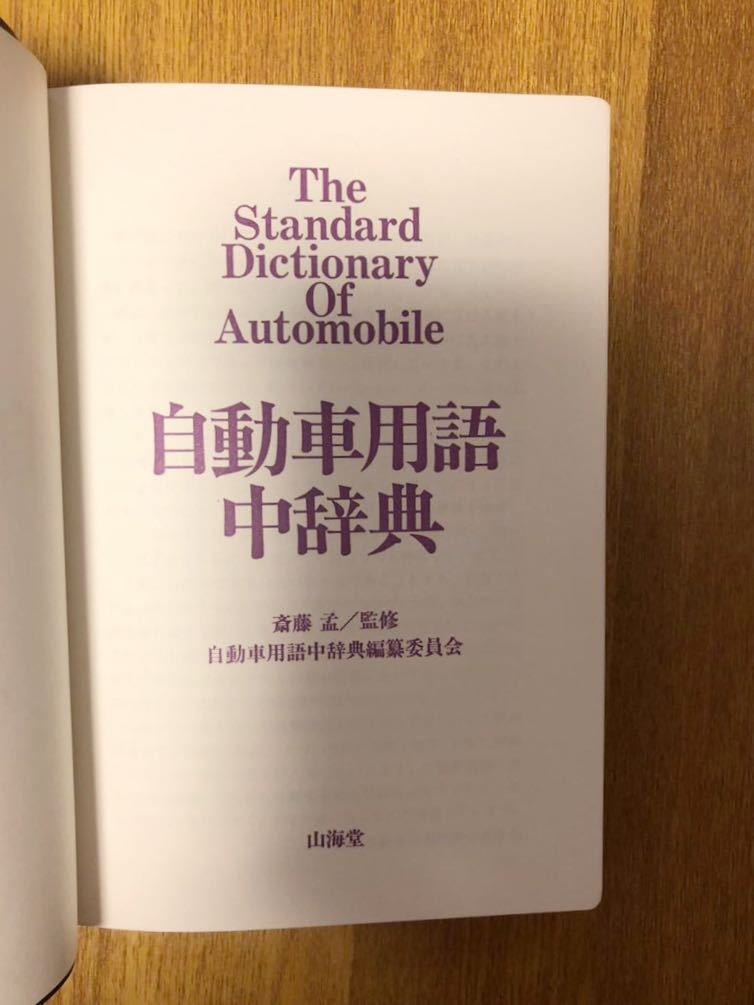 The
Standard
Dictionary
Of
Automobile
自動車用語
中辞典
斎藤 孟／監修
自動車用語中辞典編纂委員会
山海堂